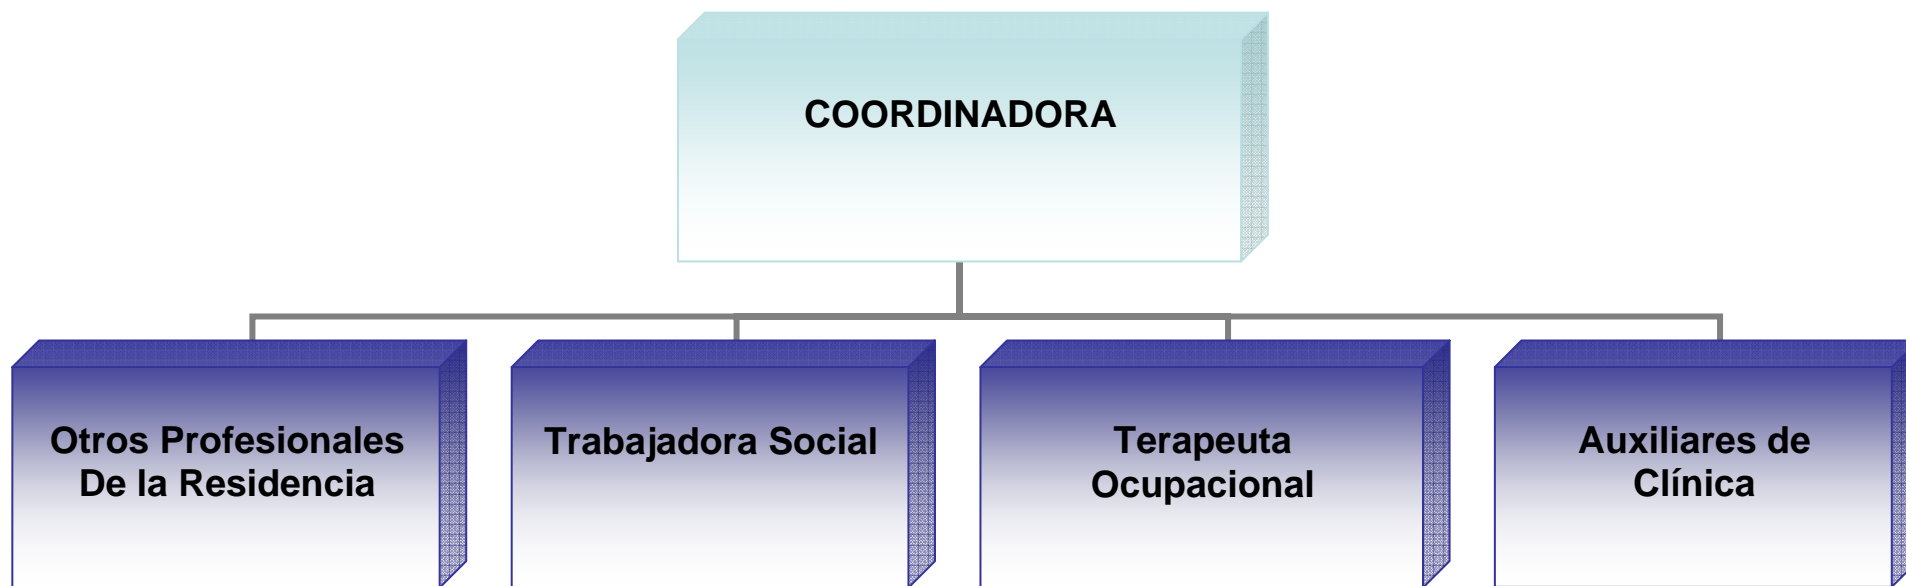 COORDINADORA
Otros Profesionales
De la Residencia
Trabajadora Social
Terapeuta
Ocupacional
Auxiliares de
Clínica